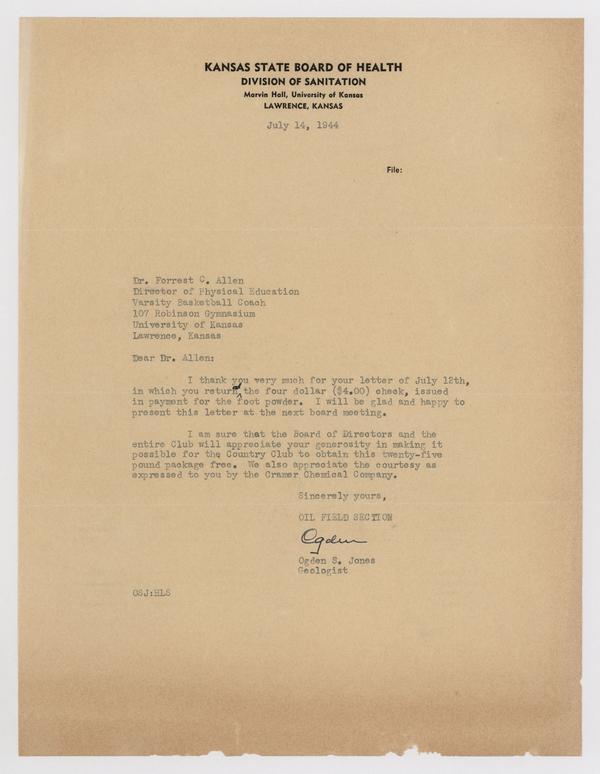 KANSAS STATE BOARD OF HEALTH
DIVISION OF SANITATION
Marvin Hall, University of Kansas
LAWRENCE, KANSAS
July 14, 1944
File:
Dr. Forrest C. Allen
Director of Physical Education
Varsity Basketball Coach
107 Robinson Gymnasium
University of Kansas
Lawrence, Kansas
Dear Dr. Allen:
I thank you very much for your letter of July 12th,
in which you returned the four dollar ($4.00) check, issued
in payment for the foot powder. I will be glad and happy to
present this letter at the next board meeting.
I am sure that the Board of Directors and the
entire Club will appreciate your generosity in making it
possible for the Country Club to obtain this twenty-five
pound package free. We also appreciate the courtesy as
expressed to you by the Cramer Chemical Company.
Sincerely yours,
OIL FIELD SECTION
Ogden
Ogden S. Jones
Geologist
OSJ:HLS